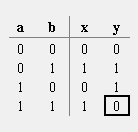 a b x y
0 0 0 0
0 1 1 1
1 0 0 1
1 1 1 0